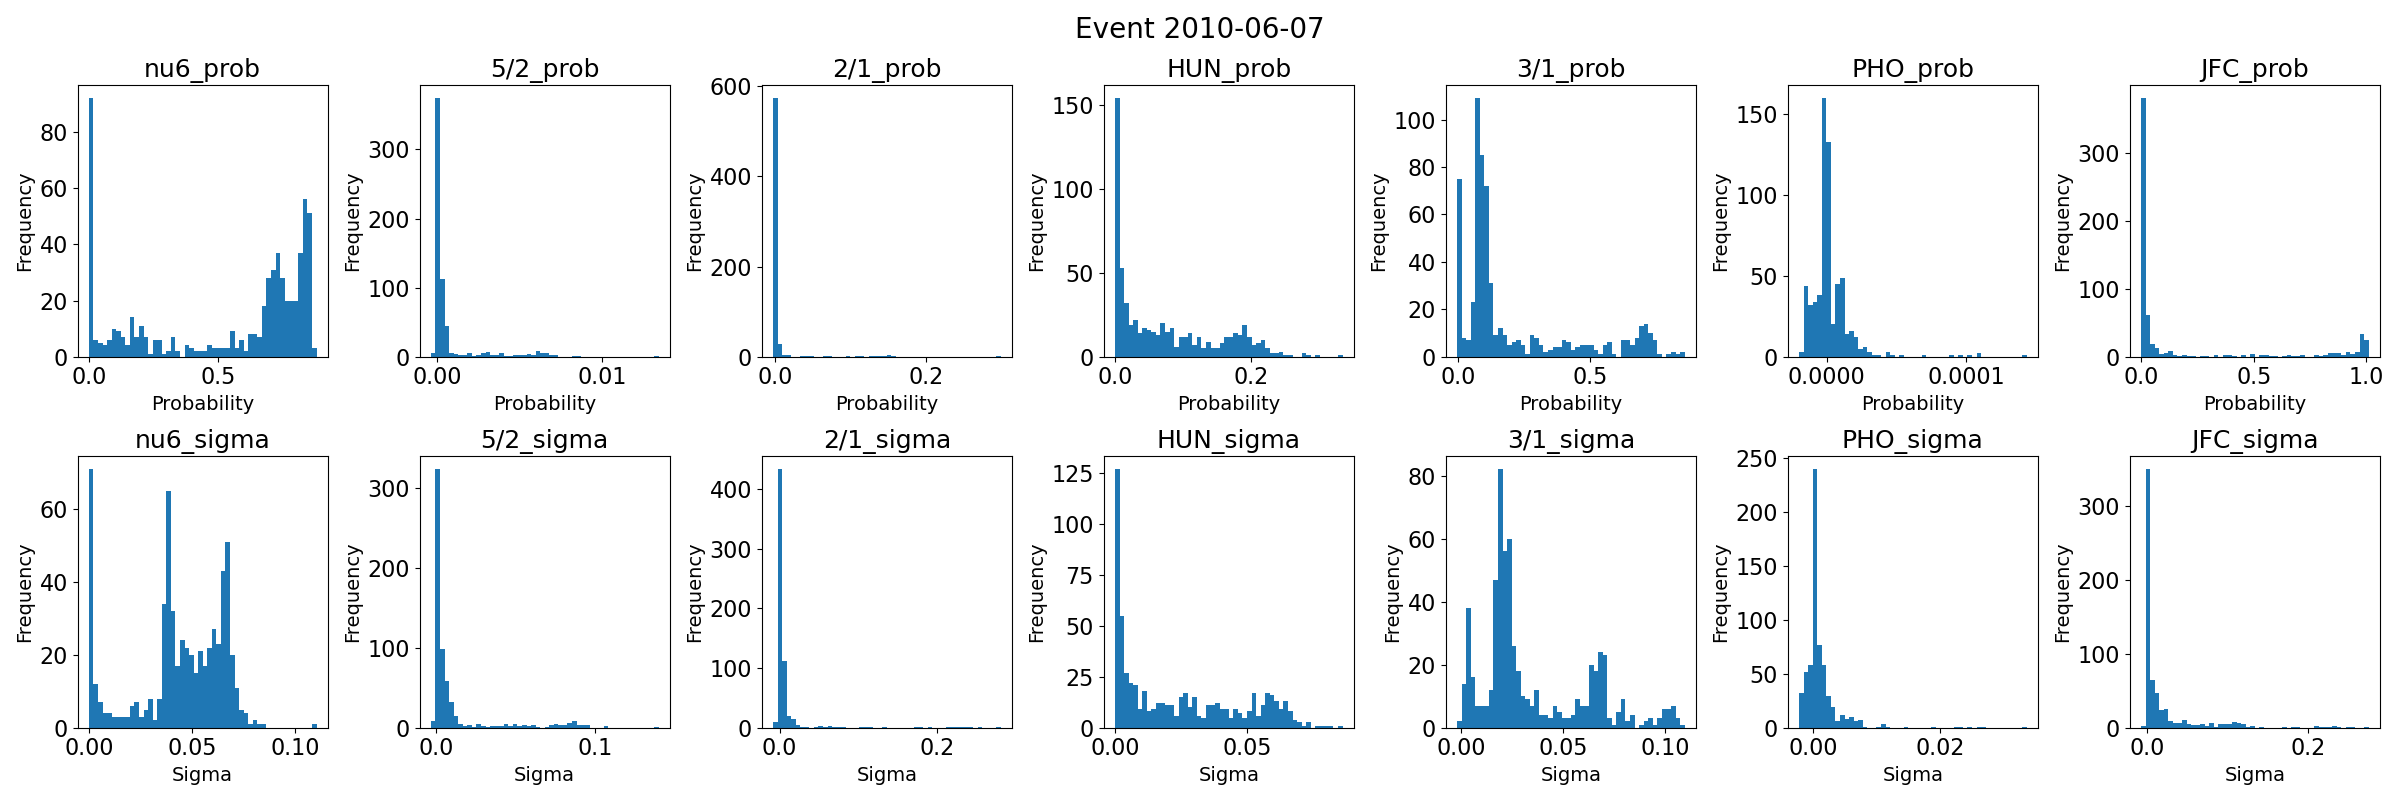 Event 2010-06-07
nu6_prob 5/2_prob 2/1_prob HUN_prob 3/1_prob PHO_prob JFC_prob
Frequency
0 20 40 60 80
0.0 0.5
Probability
Frequency
0 100 200 300
0.00 0.01
Probability
Frequency
0 200 400 600
0.0 0.2
Probability
Frequency
0 50 100 150
0.0 0.2
Probability
Frequency
0 20 40 60 80 100
0.0 0.5
Probability
Frequency
0 50 100 150
0.0000 0.0001
Probability
Frequency
0 100 200 300
0.0 0.5 1.0
Probability
nu6_sigma 5/2_sigma 2/1_sigma HUN_sigma 3/1_sigma PHO_sigma JFC_sigma
Frequency
0 20 40 60
0.00 0.05 0.10
Sigma
Frequency
0 100 200 300
0.0 0.1
Sigma
Frequency
0 100 200 300 400
0.0 0.2
Sigma
Frequency
0 25 50 75 100 125
0.00 0.05
Sigma
Frequency
0 20 40 60 80
0.00 0.05 0.10
Sigma
Frequency
0 50 100 150 200 250
0.00 0.02
Sigma
Frequency
0 100 200 300
0.0 0.2
Sigma